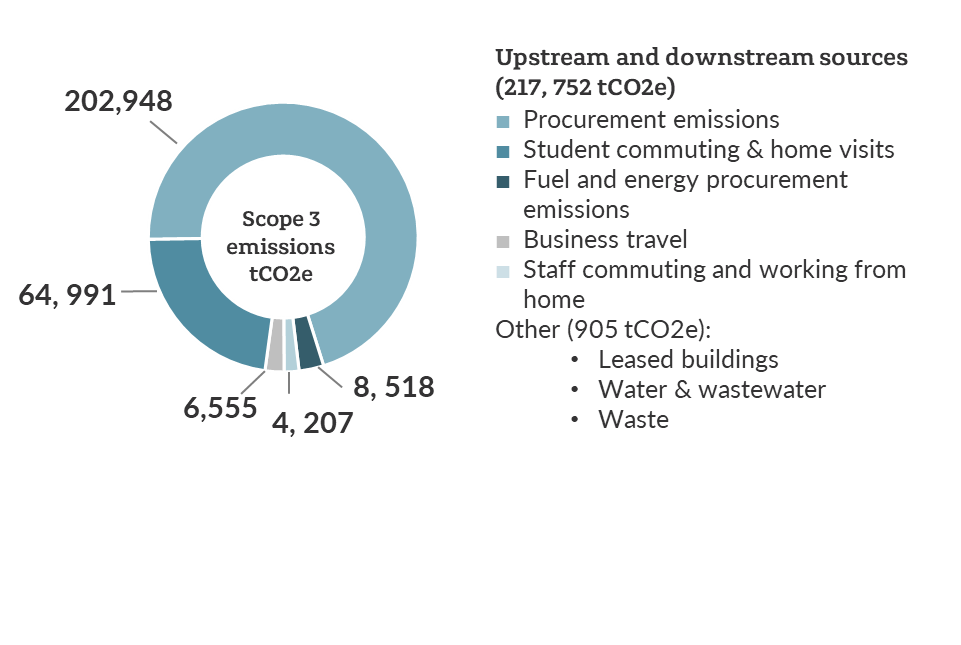 202,948
64, 991
6,555
4, 207
8, 518
Scope 3
emissions
tCO2e
Upstream and downstream sources
(217, 752 tCO2e)
Procurement emissions
Student commuting & home visits
Fuel and energy procurement
emissions
Business travel
Staff commuting and working from
home
Other (905 tCO2e):
• Leased buildings
• Water & wastewater
• Waste